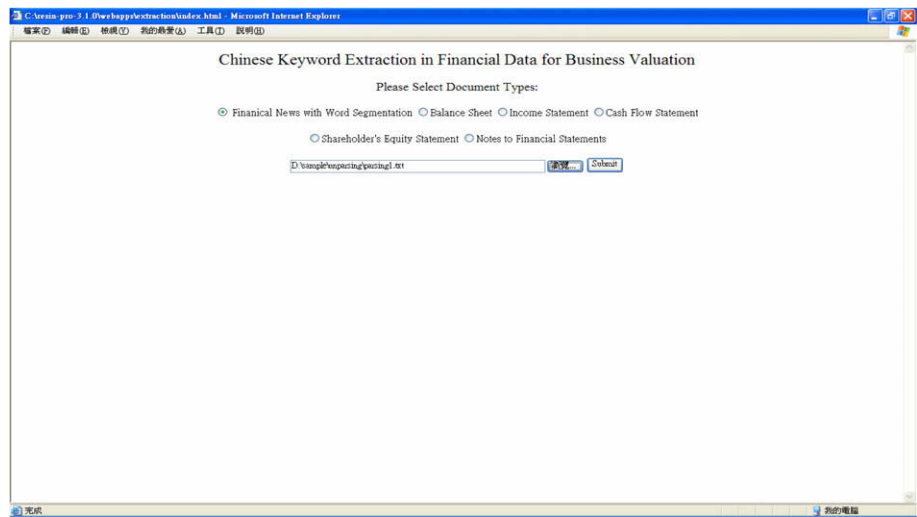 C:\resin-pro-3.1.0\webapps\extraction\index.html - Microsoft Internet Explorer
檔案(F) 編輯(E) 檢視(V) 我的最愛(A) 工具(T) 說明(H)
Chinese Keyword Extraction in Financial Data for Business Valuation
Please Select Document Types:
Finanical News with Word Segmentation Balance Sheet Income Statement Cash Flow Statement
Shareholder's Equity Statement Notes to Financial Statements
D:\sample\unparsing\parsing1.txt 瀏覽... Submit
完成 我的電腦